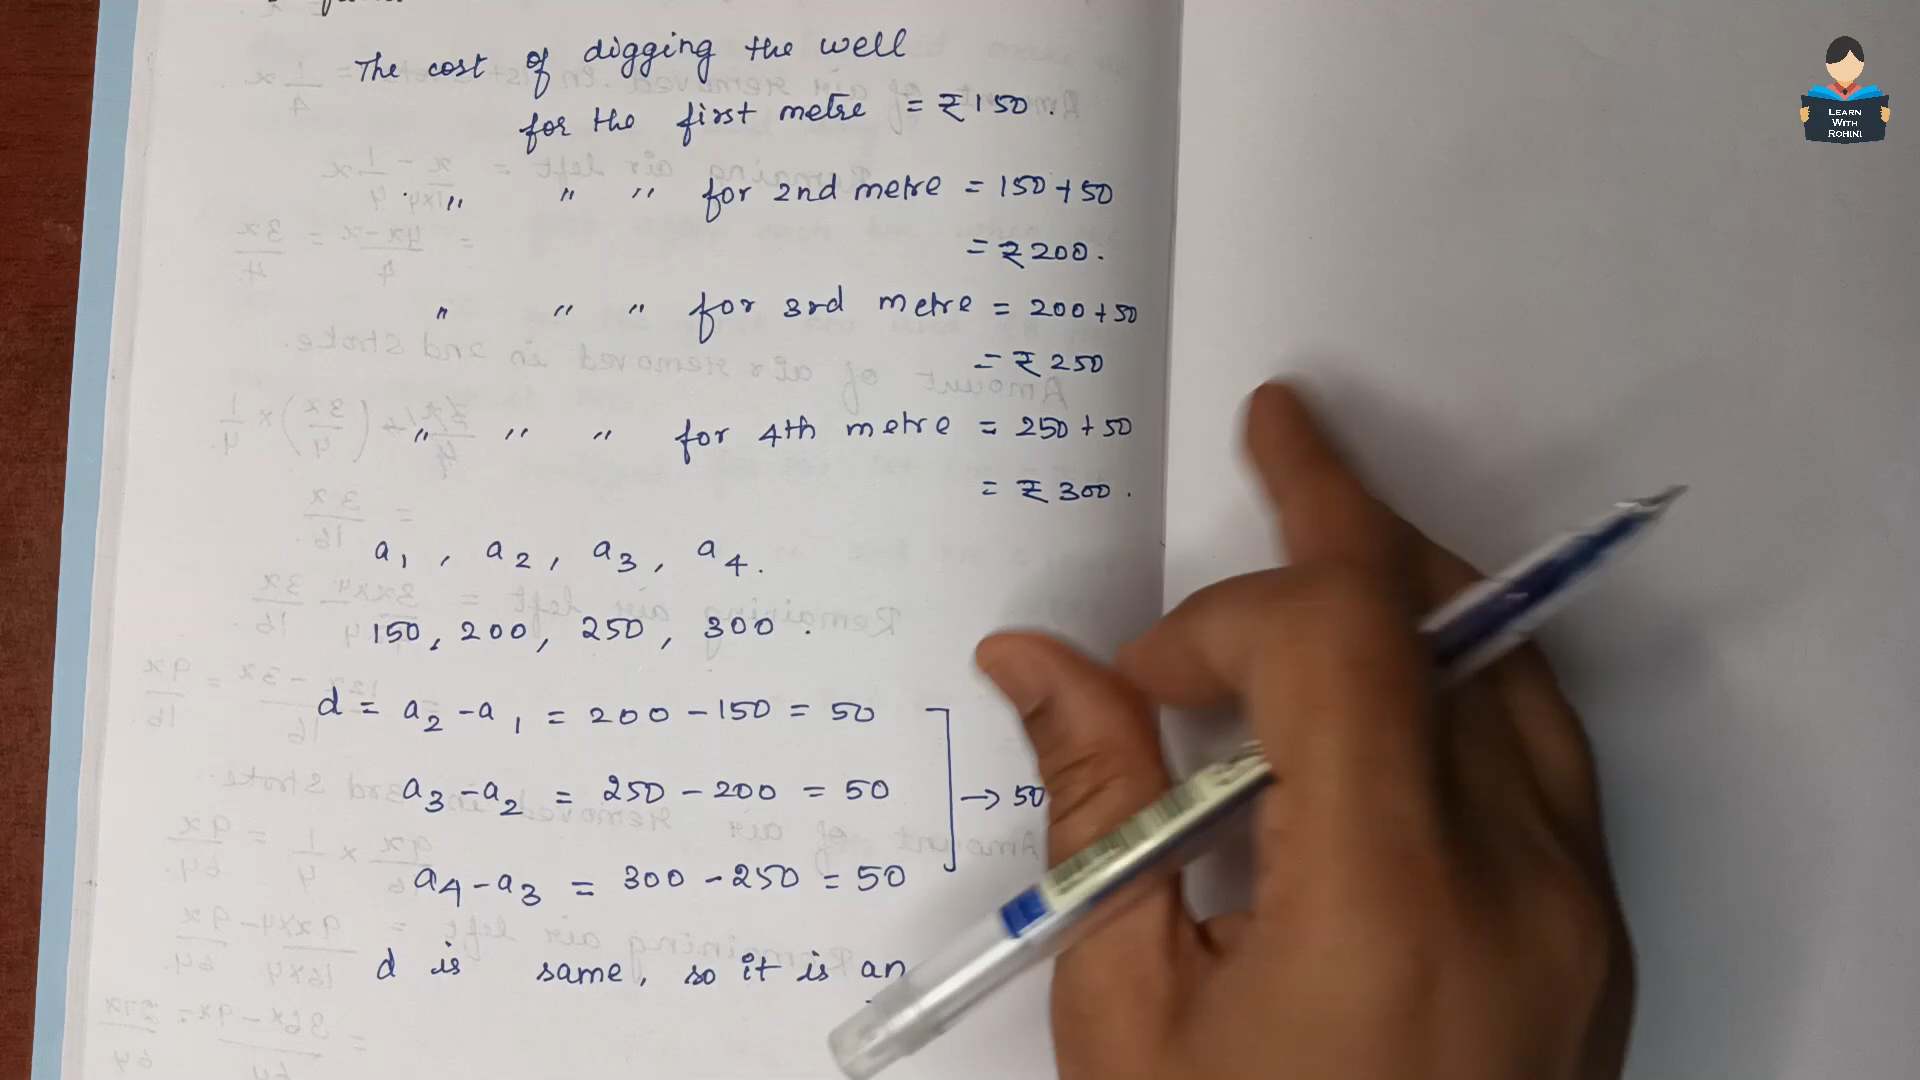 The cost of digging the well
for the first metre = ₹150.
" " " for 2nd metre = 150+50
= ₹200.
" " " for 3rd metre = 200+50
= ₹250
" " " for 4th metre = 250+50
= ₹300.
a1, a2, a3, a4.
150, 200, 250, 300.
d = a2-a1 = 200-150 = 50
a3-a2 = 250-200 = 50 → 50
a4-a3 = 300-250 = 50
d is same, so it is an
LEARN
WITH
ROHINI